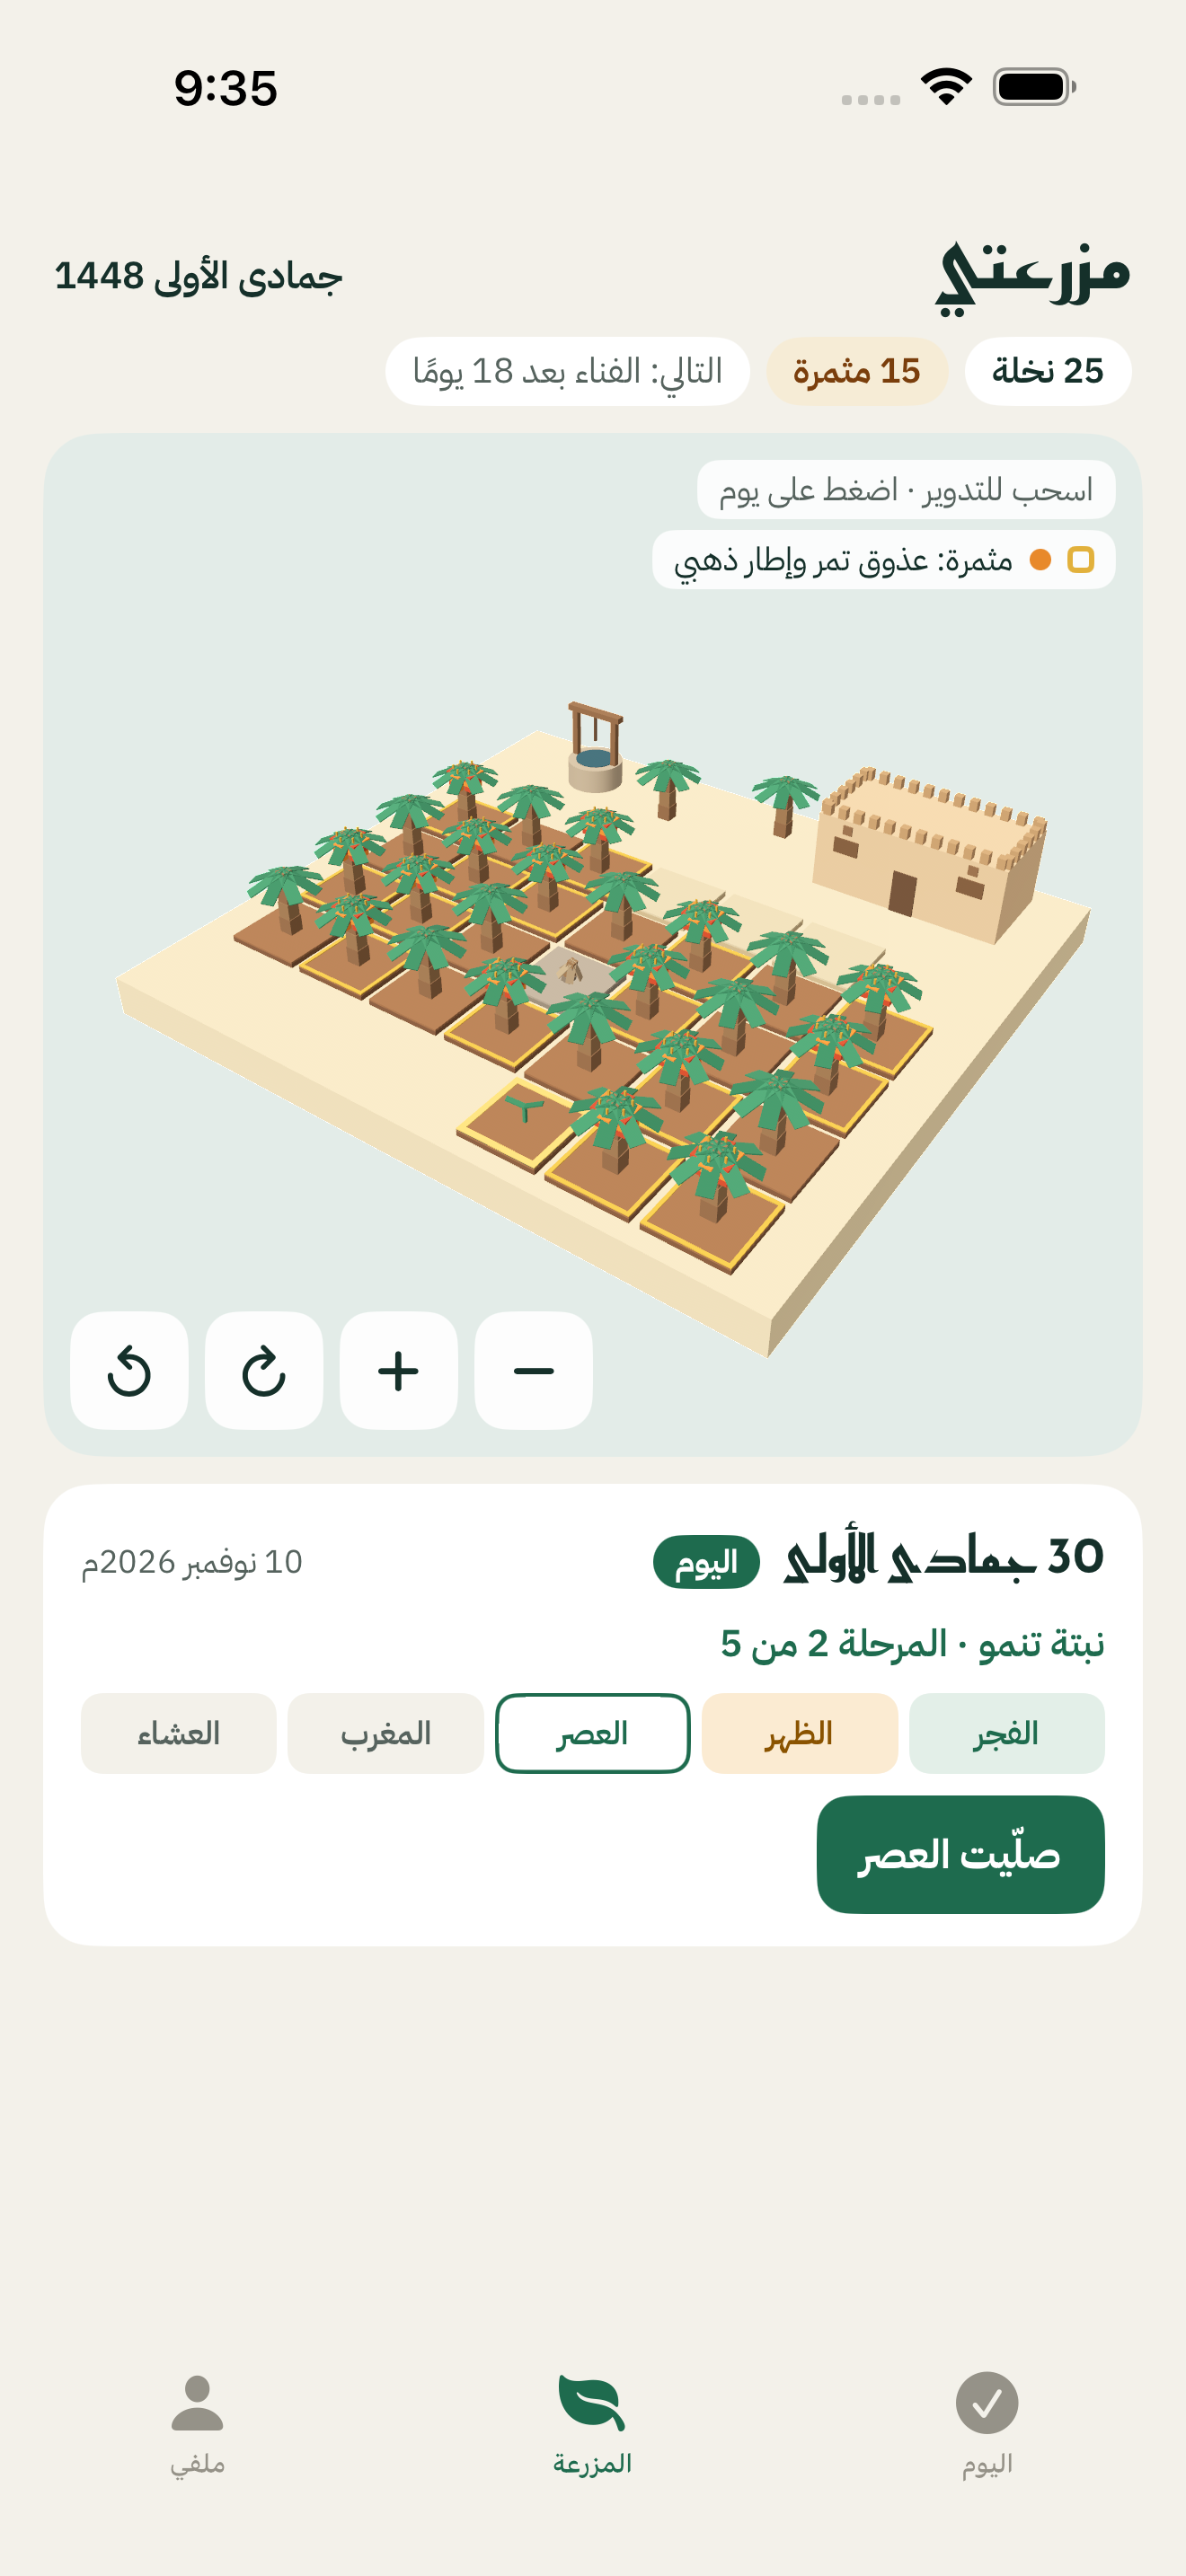 9:35
مزرعتي
جمادى الأولى 1448
25 نخلة
15 مثمرة
التالي: الفناء بعد 18 يومًا
اسحب للتدوير · اضغط على يوم
مثمرة: عذوق تمر وإطار ذهبي
30 جمادى الأولى
اليوم
10 نوفمبر 2026م
نبتة تنمو · المرحلة 2 من 5
الفجر
الظهر
العصر
المغرب
العشاء
صلّيت العصر
اليوم
المزرعة
ملفي